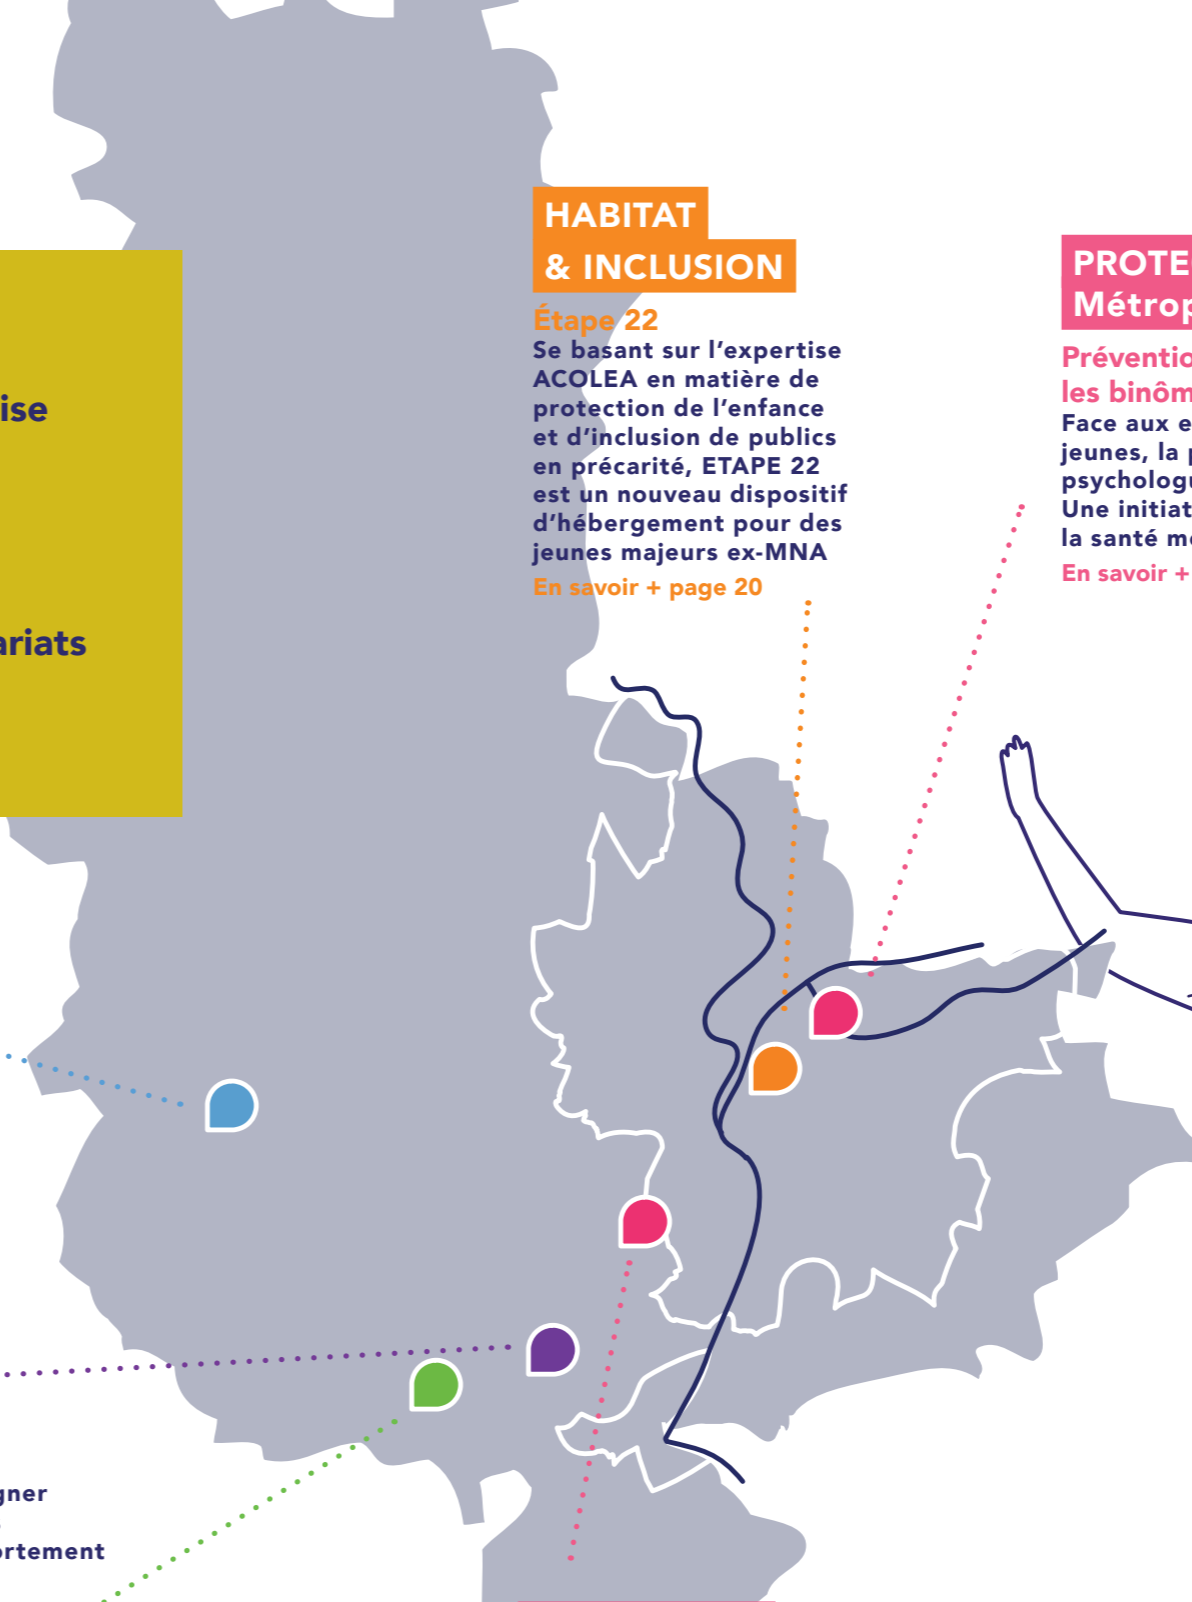 HABITAT
& INCLUSION
Étape 22
Se basant sur l'expertise
ACOLEA en matière de
protection de l'enfance
et d'inclusion de publics
en précarité, ETAPE 22
est un nouveau dispositif
d'hébergement pour des
jeunes majeurs ex-MNA
En savoir + page 20
PROTE
Métrop
Préventio
les binôm
Face aux e
jeunes, la p
psychologu
Une initiat
la santé me
En savoir +
ise
ariats
gner
ortement